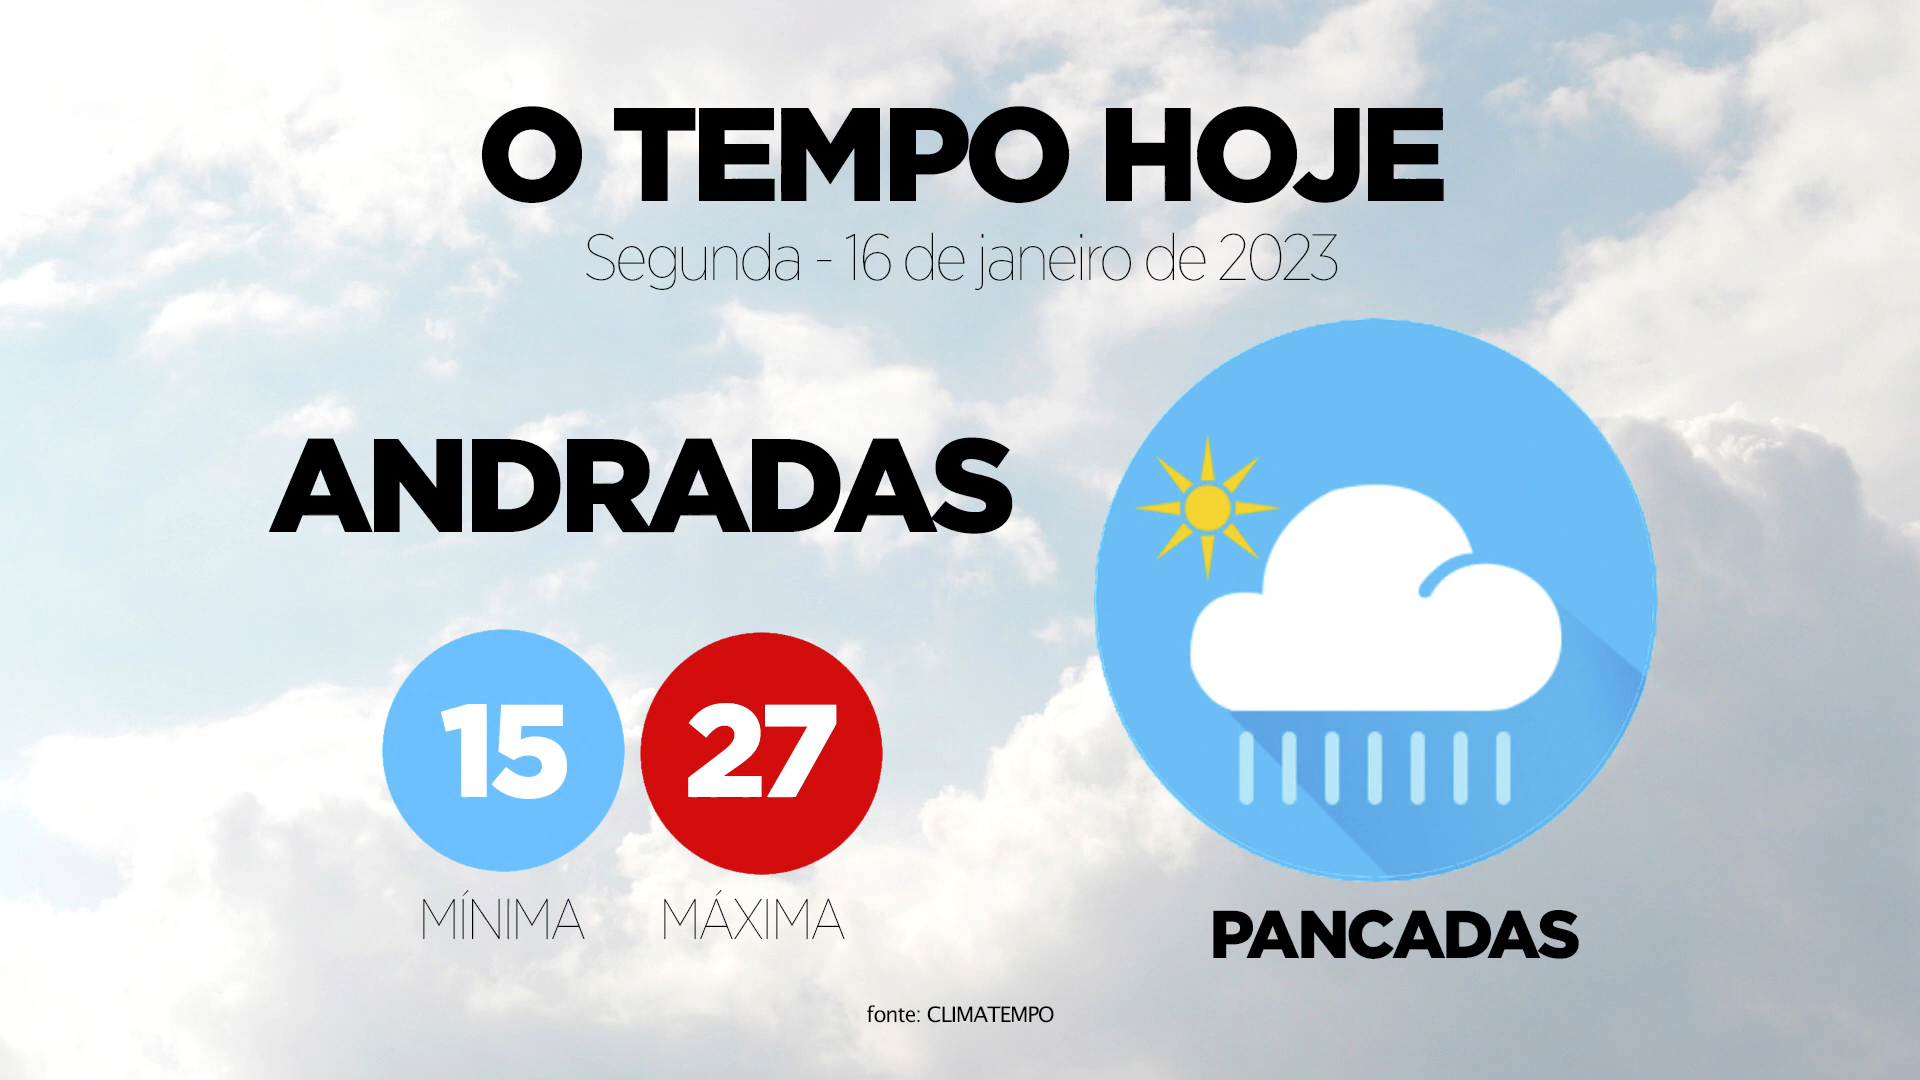 O TEMPO HOJE
Segunda - 16 de janeiro de 2023
ANDRADAS
15
27
MÍNIMA
MÁXIMA
PANCADAS
fonte: CLIMATEMPO